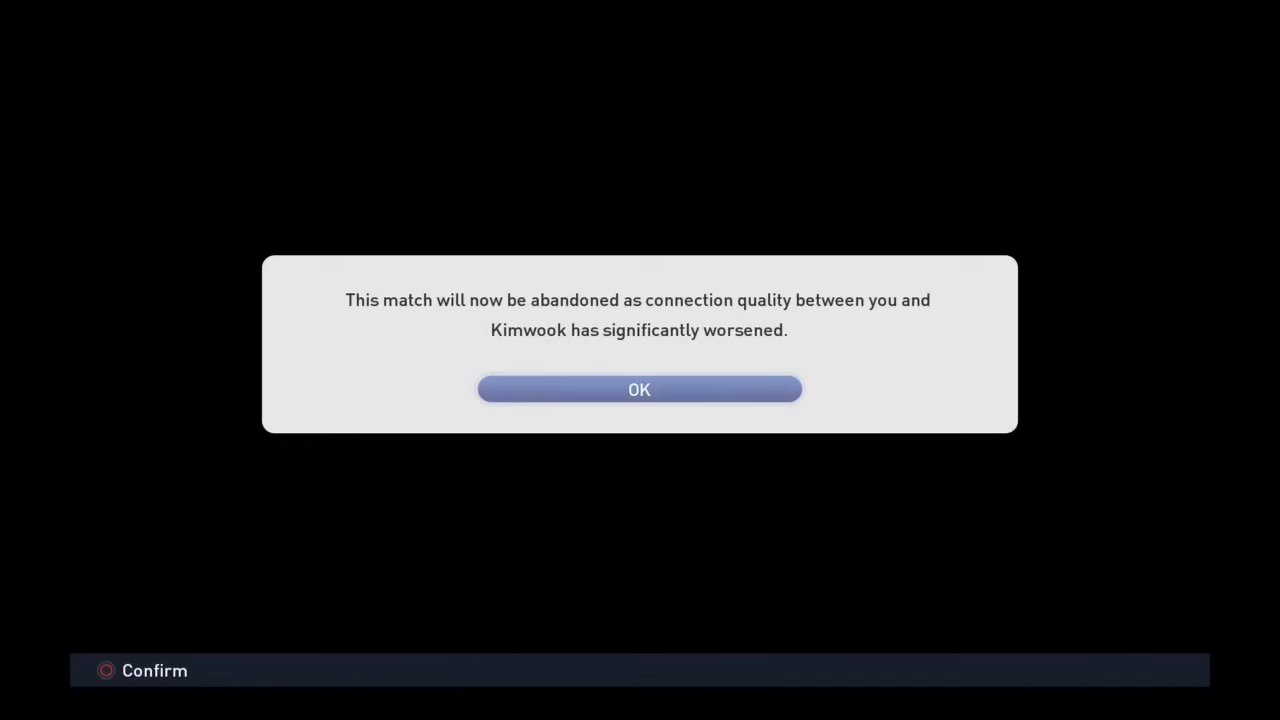 This match will now be abandoned as connection quality between you and
Kimwook has significantly worsened.
OK
Confirm